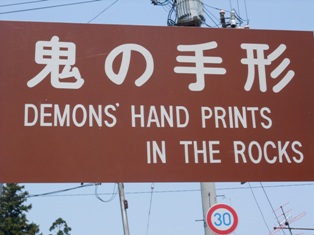 鬼の手形
DEMONS' HAND PRINTS
IN THE ROCKS
30